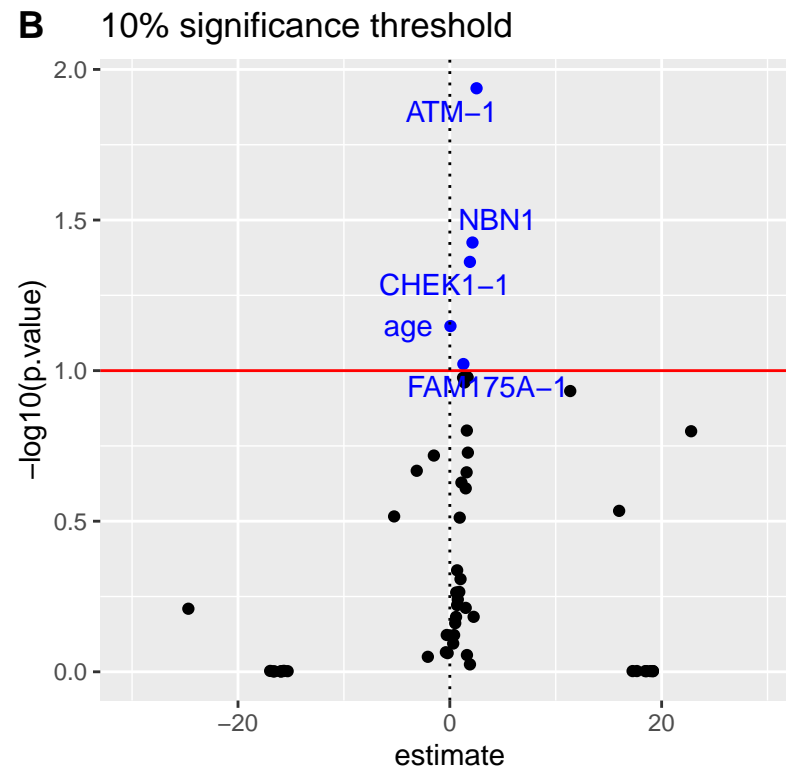 B 10% significance threshold
2.0
ATM−1
1.5
NBN1
CHEK1−1
age
1.0
FAM175A−1
0.5
0.0
−log10(p.value)
−20 0 20
estimate